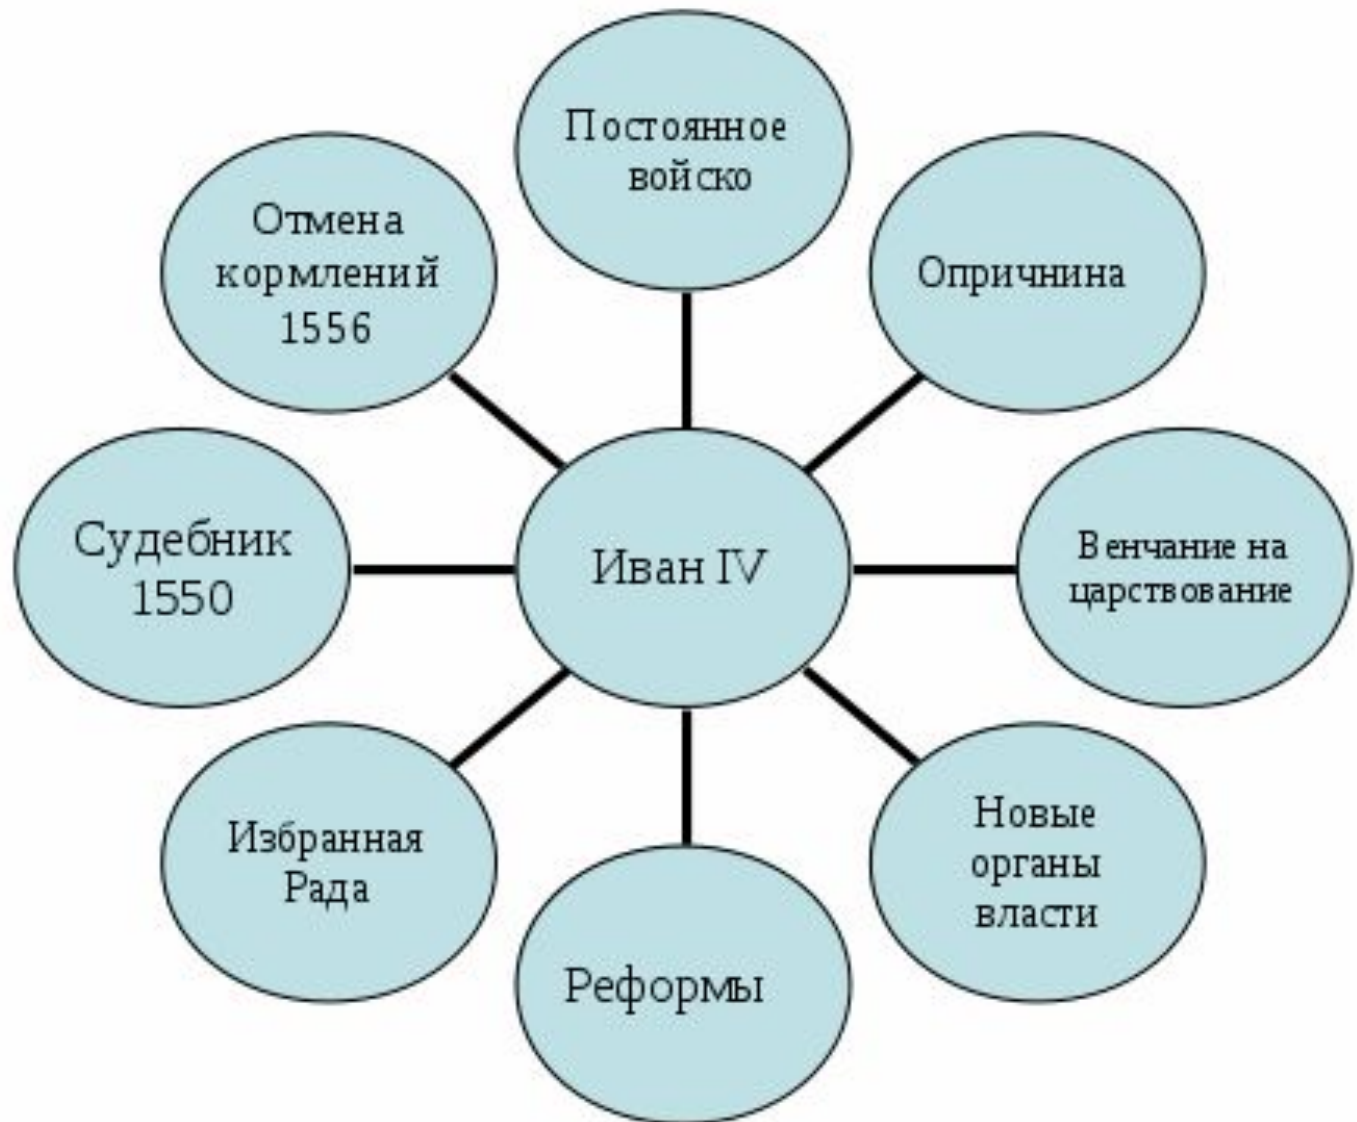 Постоянное
войско
Отмена
кормлений
1556
Опричнина
Судебник
1550
Иван IV
Венчание на
царствование
Избранная
Рада
Новые
органы
власти
Реформы